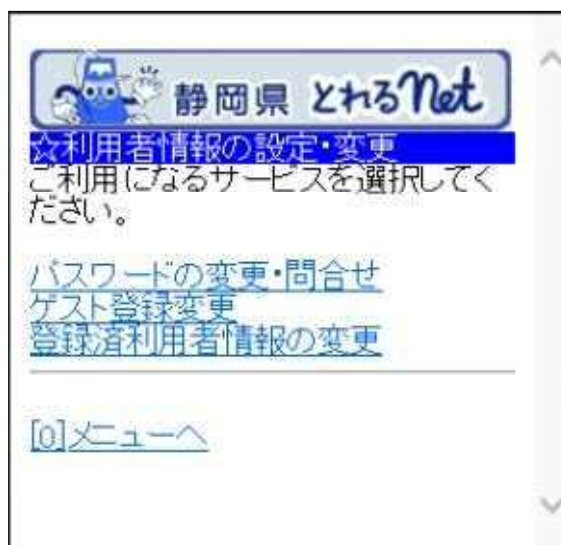 静岡県 とれるNet
☆利用者情報の設定・変更
ご利用になるサービスを選択してく
ださい。
パスワードの変更・問合せ
ゲスト登録変更
登録済利用者情報の変更
[0]メニューへ